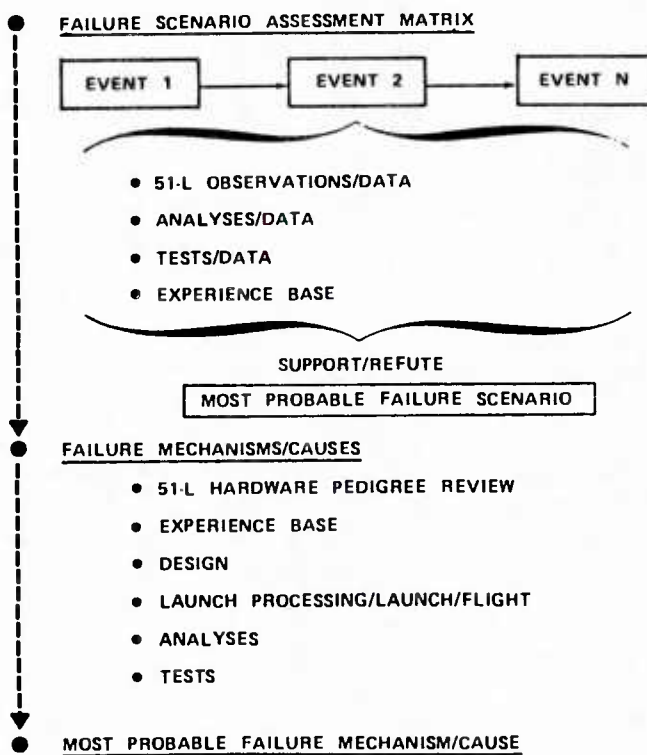 FAILURE SCENARIO ASSESSMENT MATRIX
EVENT 1 EVENT 2 EVENT N
• 51-L OBSERVATIONS/DATA
• ANALYSES/DATA
• TESTS/DATA
• EXPERIENCE BASE
SUPPORT/REFUTE
MOST PROBABLE FAILURE SCENARIO
FAILURE MECHANISMS/CAUSES
• 51-L HARDWARE PEDIGREE REVIEW
• EXPERIENCE BASE
• DESIGN
• LAUNCH PROCESSING/LAUNCH/FLIGHT
• ANALYSES
• TESTS
MOST PROBABLE FAILURE MECHANISM/CAUSE